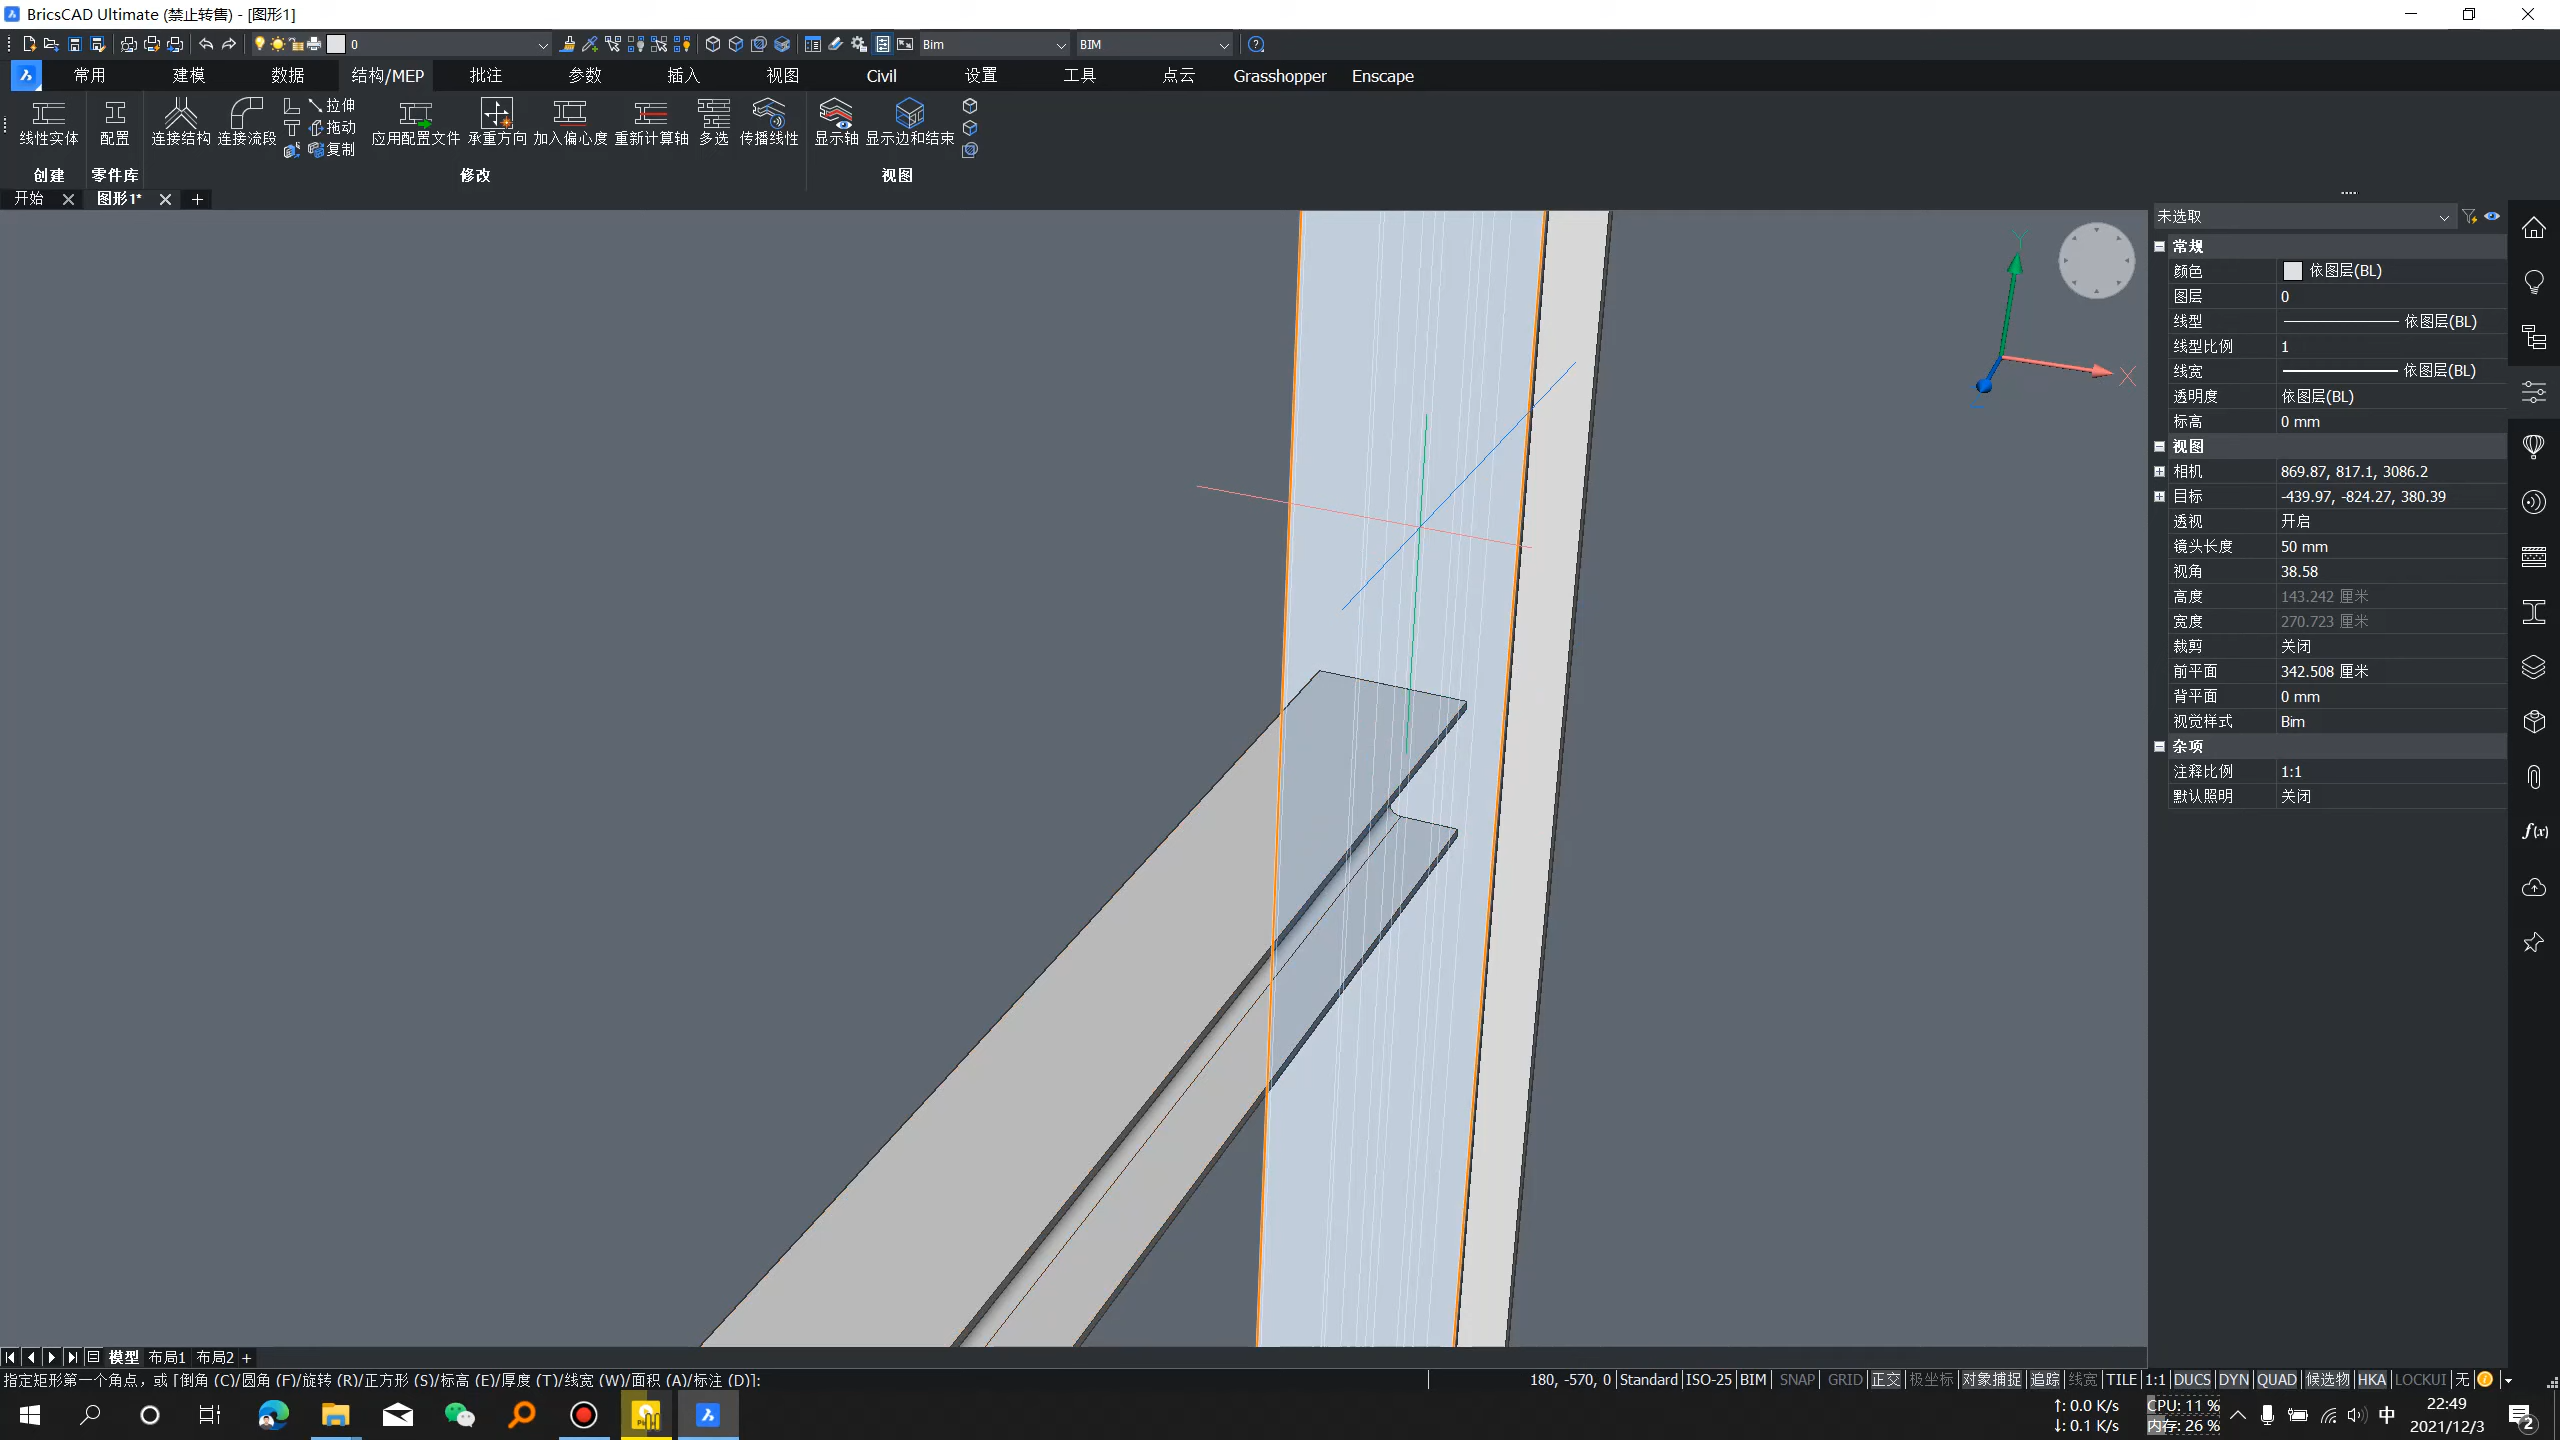 BricsCAD Ultimate (禁止转售) - [图形1]
0
Bim
BIM
常用
建模
数据
结构/MEP
批注
参数
插入
视图
Civil
设置
工具
点云
Grasshopper
Enscape
线性实体
配置
连接结构
连接流段
拉伸
拖动
复制
应用配置文件
承重方向
加入偏心度
重新计算轴
多选
传播线性
显示轴
显示边和结束
创建
零件库
修改
视图
开始
图形1*
未选取
常规
颜色 依图层(BL)
图层 0
线型 依图层(BL)
线型比例 1
线宽 依图层(BL)
透明度 依图层(BL)
标高 0 mm
视图
相机 869.87, 817.1, 3086.2
目标 -439.97, -824.27, 380.39
透视 开启
镜头长度 50 mm
视角 38.58
高度 143.242 厘米
宽度 270.723 厘米
裁剪 关闭
前平面 342.508 厘米
背平面 0 mm
视觉样式 Bim
杂项
注释比例 1:1
默认照明 关闭
Y
X
f(x)
模型 布局1 布局2 +
指定矩形第一个角点，或 [倒角 (C)/圆角 (F)/旋转 (R)/正方形 (S)/标高 (E)/厚度 (T)/线宽 (W)/面积 (A)/标注 (D)]:
180, -570, 0 Standard ISO-25 BIM SNAP GRID 正交 极坐标 对象捕捉 追踪 线宽 TILE 1:1 DUCS DYN QUAD 候选物 HKA LOCKUI 无
↑: 0.0 K/s
↓: 0.1 K/s
CPU: 11 %
内存: 26 %
中
22:49
2021/12/3
2